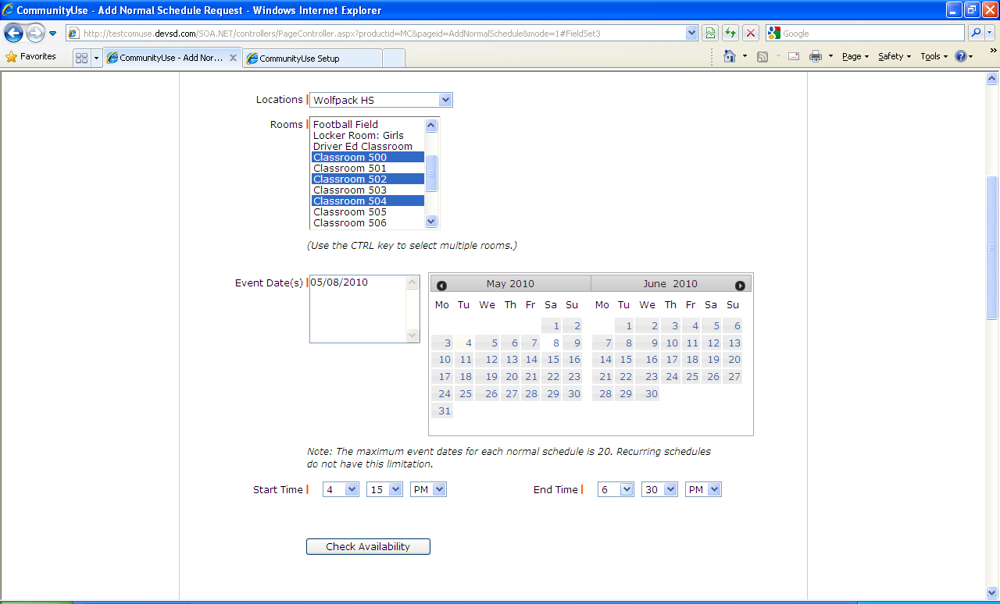 CommunityUse - Add Normal Schedule Request - Windows Internet Explorer
http://testcomuse.devsd.com/SOA.NET/controllers/PageController.aspx?productid=MC&pageid=AddNormalSchedule&mode=1#FieldSet3
Google
Favorites
CommunityUse - Add Nor...
CommunityUse Setup
Page
Safety
Tools
»
Locations
Wolfpack HS
Rooms
Football Field
Locker Room: Girls
Driver Ed Classroom
Classroom 500
Classroom 501
Classroom 502
Classroom 503
Classroom 504
Classroom 505
Classroom 506
(Use the CTRL key to select multiple rooms.)
Event Date(s)
05/08/2010
May 2010
Mo Tu We Th Fr Sa Su
1 2
3 4 5 6 7 8 9
10 11 12 13 14 15 16
17 18 19 20 21 22 23
24 25 26 27 28 29 30
31
June 2010
Mo Tu We Th Fr Sa Su
1 2 3 4 5 6
7 8 9 10 11 12 13
14 15 16 17 18 19 20
21 22 23 24 25 26 27
28 29 30
Note: The maximum event dates for each normal schedule is 20. Recurring schedules
do not have this limitation.
Start Time 4 15 PM
End Time 6 30 PM
Check Availability